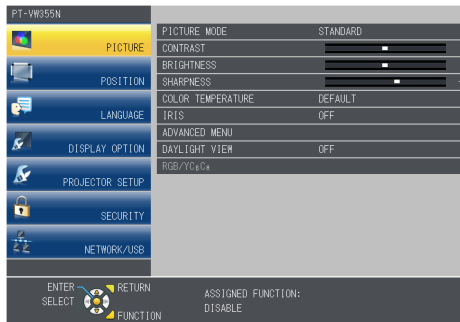 PT-VW355N
PICTURE
POSITION
LANGUAGE
DISPLAY OPTION
PROJECTOR SETUP
SECURITY
NETWORK/USB
PICTURE MODE STANDARD
CONTRAST
BRIGHTNESS
SHARPNESS
COLOR TEMPERATURE DEFAULT
IRIS OFF
ADVANCED MENU
DAYLIGHT VIEW OFF
RGB/YCBCR
ENTER RETURN
SELECT
FUNCTION
ASSIGNED FUNCTION:
DISABLE